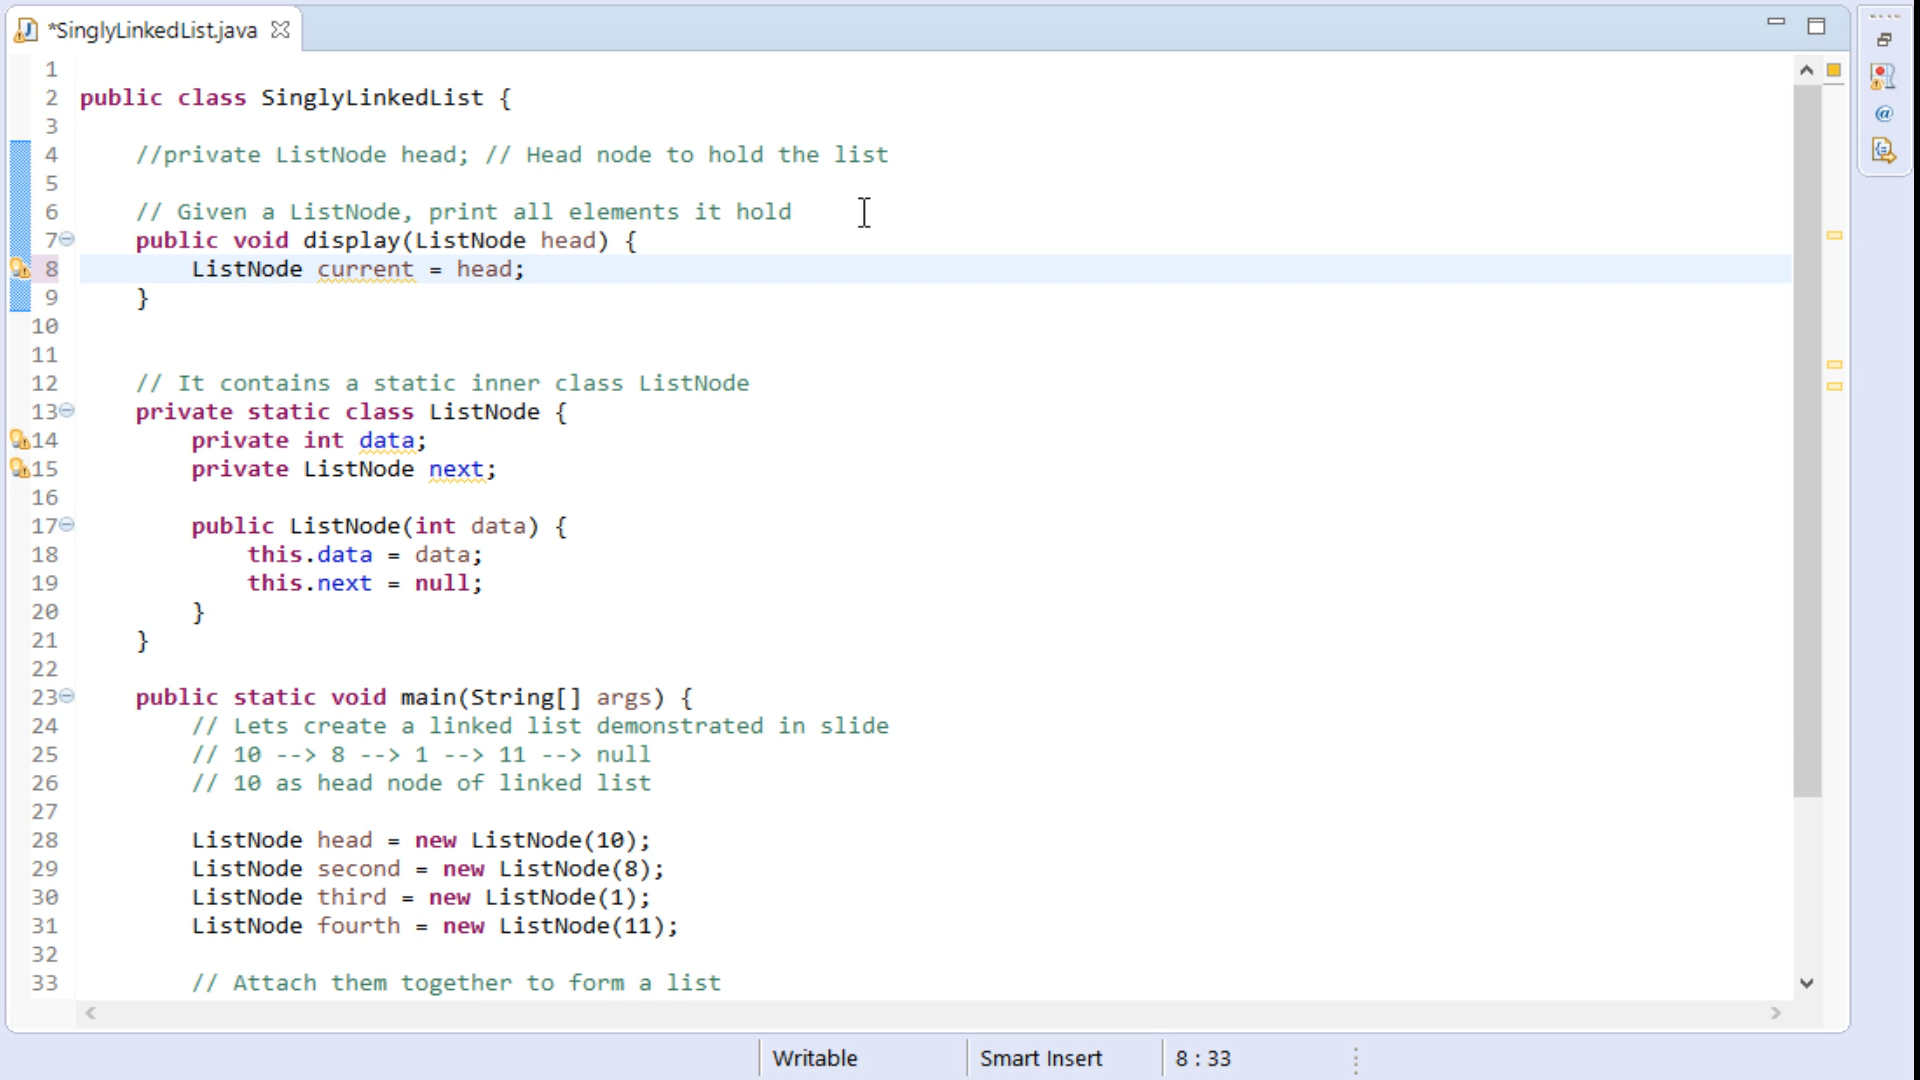 *SinglyLinkedList.java
1
2 public class SinglyLinkedList {
3
4 //private ListNode head; // Head node to hold the list
5
6 // Given a ListNode, print all elements it hold
7 public void display(ListNode head) {
8 ListNode current = head;
9 }
10
11
12 // It contains a static inner class ListNode
13 private static class ListNode {
14 private int data;
15 private ListNode next;
16
17 public ListNode(int data) {
18 this.data = data;
19 this.next = null;
20 }
21 }
22
23 public static void main(String[] args) {
24 // Lets create a linked list demonstrated in slide
25 // 10 --> 8 --> 1 --> 11 --> null
26 // 10 as head node of linked list
27
28 ListNode head = new ListNode(10);
29 ListNode second = new ListNode(8);
30 ListNode third = new ListNode(1);
31 ListNode fourth = new ListNode(11);
32
33 // Attach them together to form a list
Writable Smart Insert 8 : 33